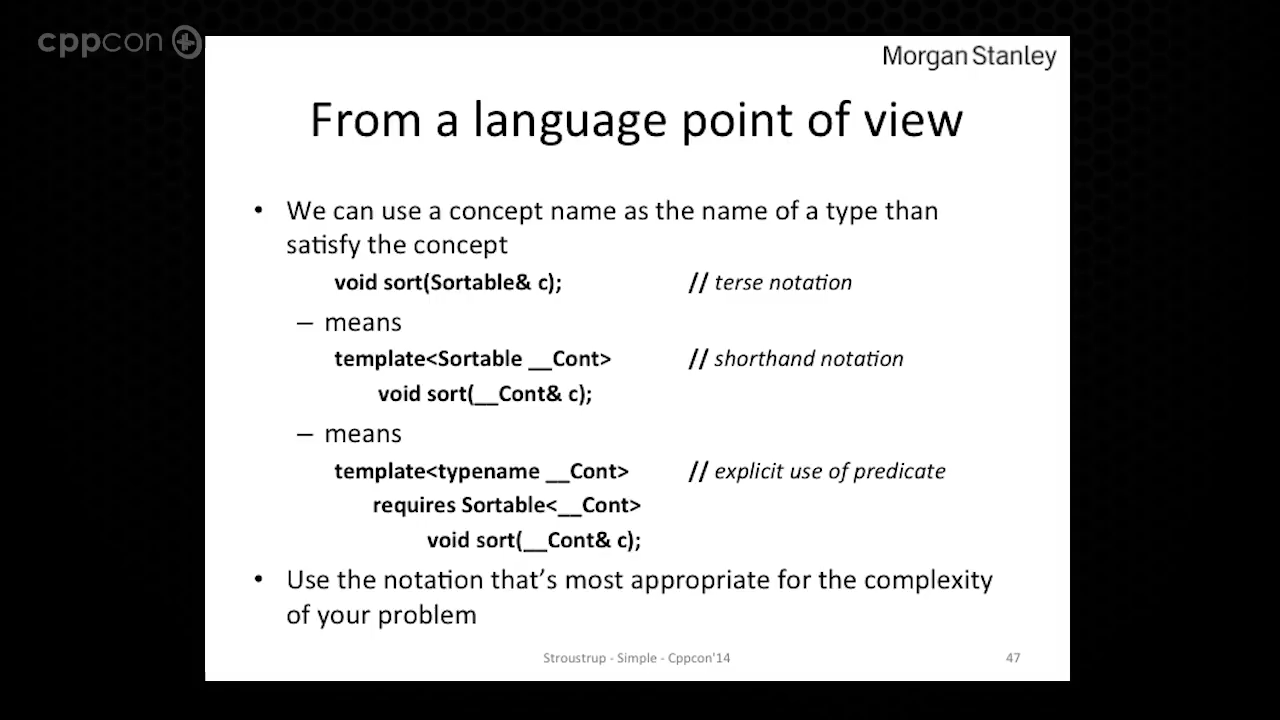 cppcon
Morgan Stanley
From a language point of view
• We can use a concept name as the name of a type than
satisfy the concept
void sort(Sortable& c); // terse notation
– means
template<Sortable __Cont> // shorthand notation
void sort(__Cont& c);
– means
template<typename __Cont> // explicit use of predicate
requires Sortable<__Cont>
void sort(__Cont& c);
• Use the notation that's most appropriate for the complexity
of your problem
Stroustrup - Simple - Cppcon'14 47